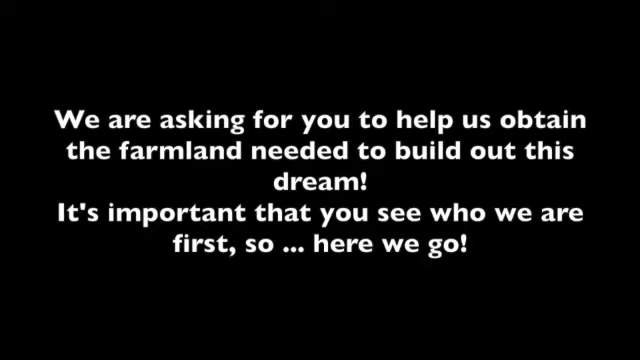 We are asking for you to help us obtain
the farmland needed to build out this
dream!
It's important that you see who we are
first, so ... here we go!